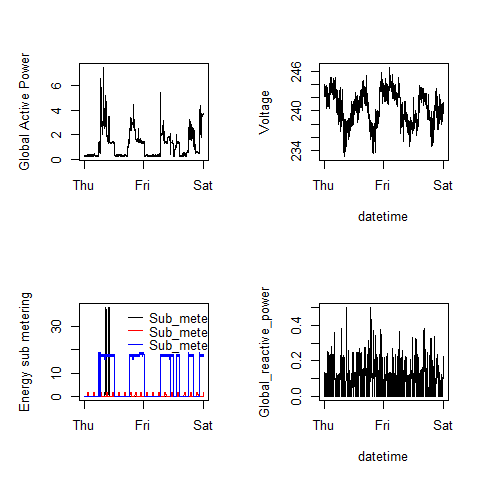 Global Active Power
6
4
2
0
Thu Fri Sat
Voltage
246
240
234
Thu Fri Sat
datetime
Energy sub metering
30
10
0
Sub_mete
Sub_mete
Sub_mete
Thu Fri Sat
Global_reactive_power
0.4
0.2
0.0
Thu Fri Sat
datetime